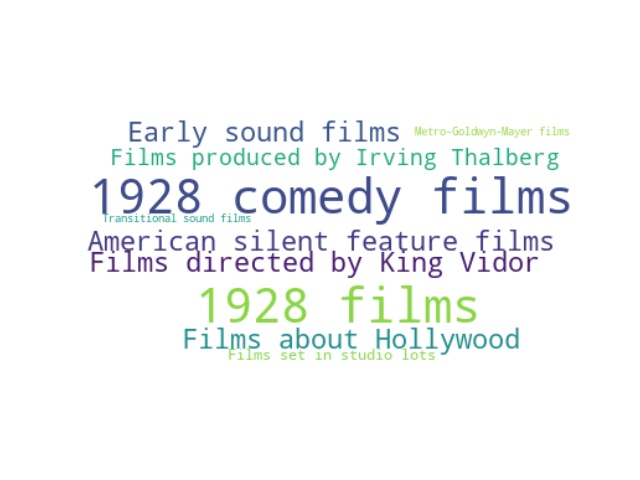 Early sound films
Metro-Goldwyn-Mayer films
Films produced by Irving Thalberg
1928 comedy films
Transitional sound films
American silent feature films
Films directed by King Vidor
1928 films
Films about Hollywood
Films set in studio lots